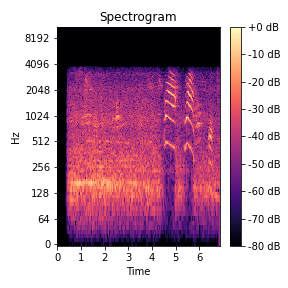 Spectrogram
8192
4096
2048
1024
512
256
128
64
0
Hz
0 1 2 3 4 5 6
Time
+0 dB
-10 dB
-20 dB
-30 dB
-40 dB
-50 dB
-60 dB
-70 dB
-80 dB